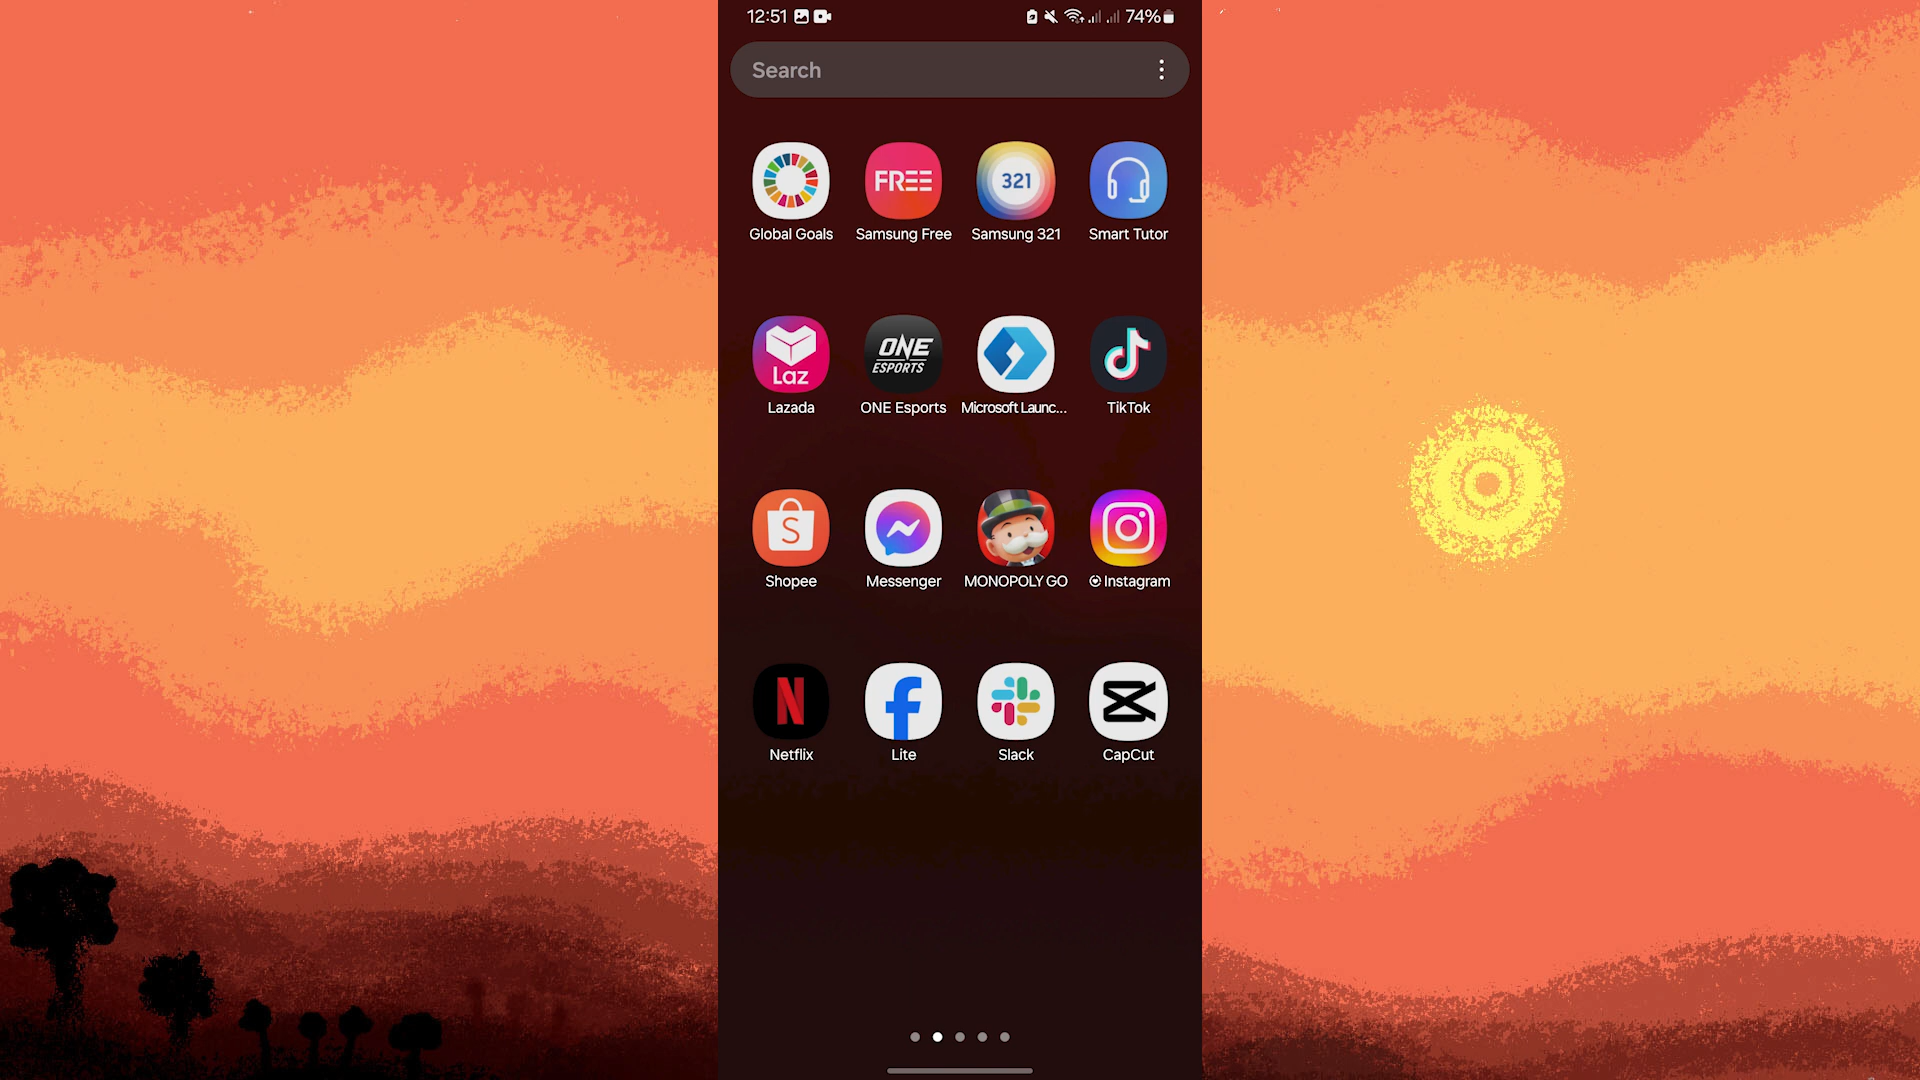 12:51 74%
Search
FREE 321
Global Goals Samsung Free Samsung 321 Smart Tutor
Laz ONE ESPORTS
Lazada ONE Esports Microsoft Launc... TikTok
S
Shopee Messenger MONOPOLY GO Instagram
N
Netflix Lite Slack CapCut